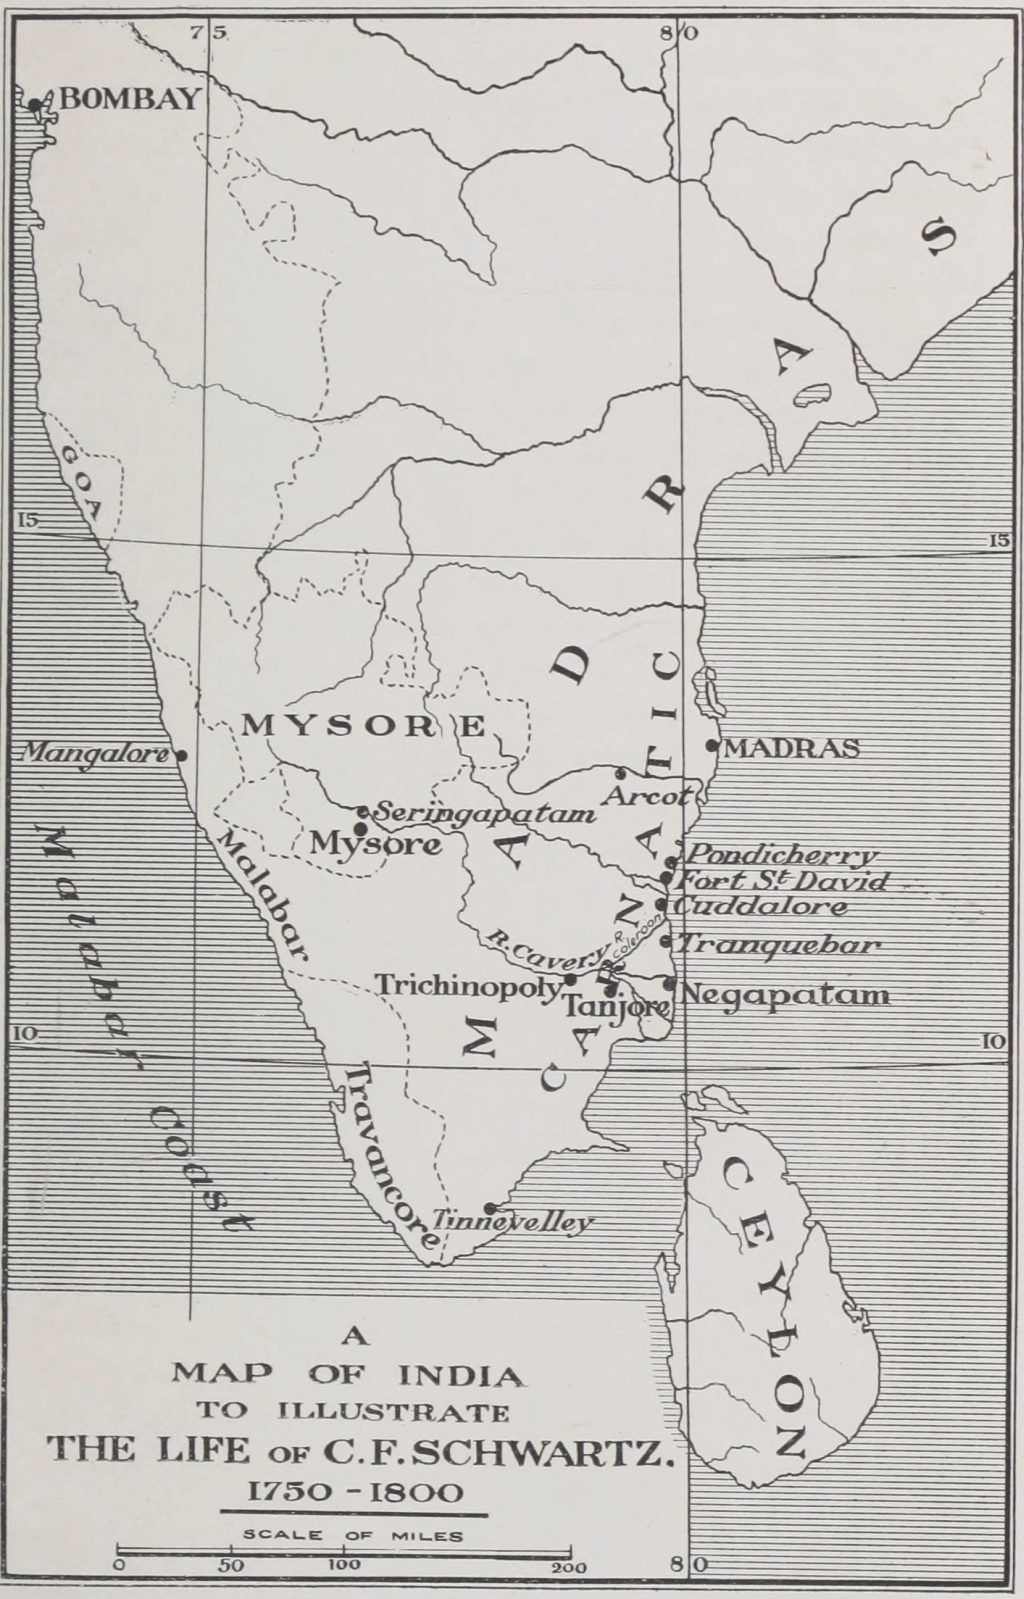 75
80
BOMBAY
GOA
15
15
MADRAS
CARNATIC
MYSORE
MADRAS
Mangalore
Arcot
Seringapatam
Mysore
Pondicherry
Fort St. David
Cuddalore
R. Coleroon
R. Cavery
Tranquebar
Trichinopoly
Tanjore
Negapatam
Malabar
Malabar Coast
10
10
Travancore
Tinnevelley
CEYLON
A
MAP OF INDIA
TO ILLUSTRATE
THE LIFE OF C. F. SCHWARTZ.
1750 - 1800
SCALE OF MILES
0 50 100 200
80